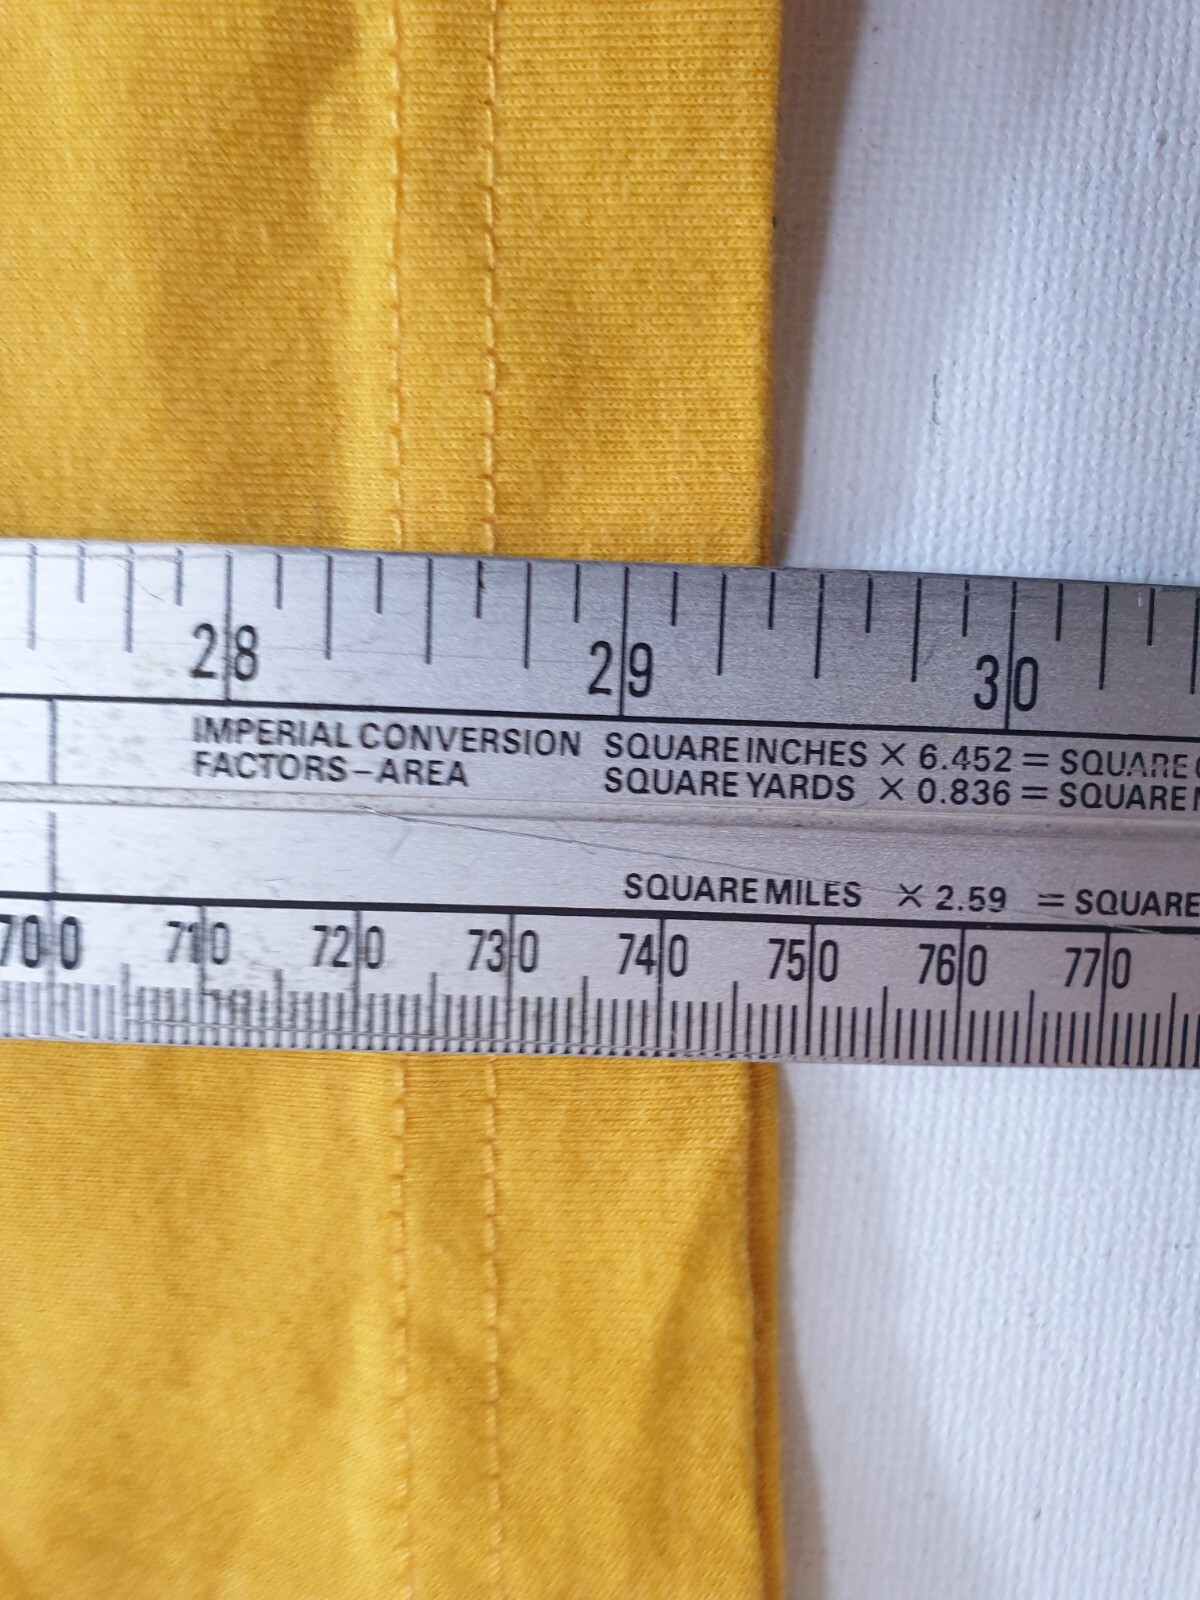 28 29 30
IMPERIAL CONVERSION SQUARE INCHES × 6.452 = SQUARE
FACTORS–AREA SQUARE YARDS × 0.836 = SQUARE
SQUARE MILES × 2.59 = SQUARE
700 710 720 730 740 750 760 770